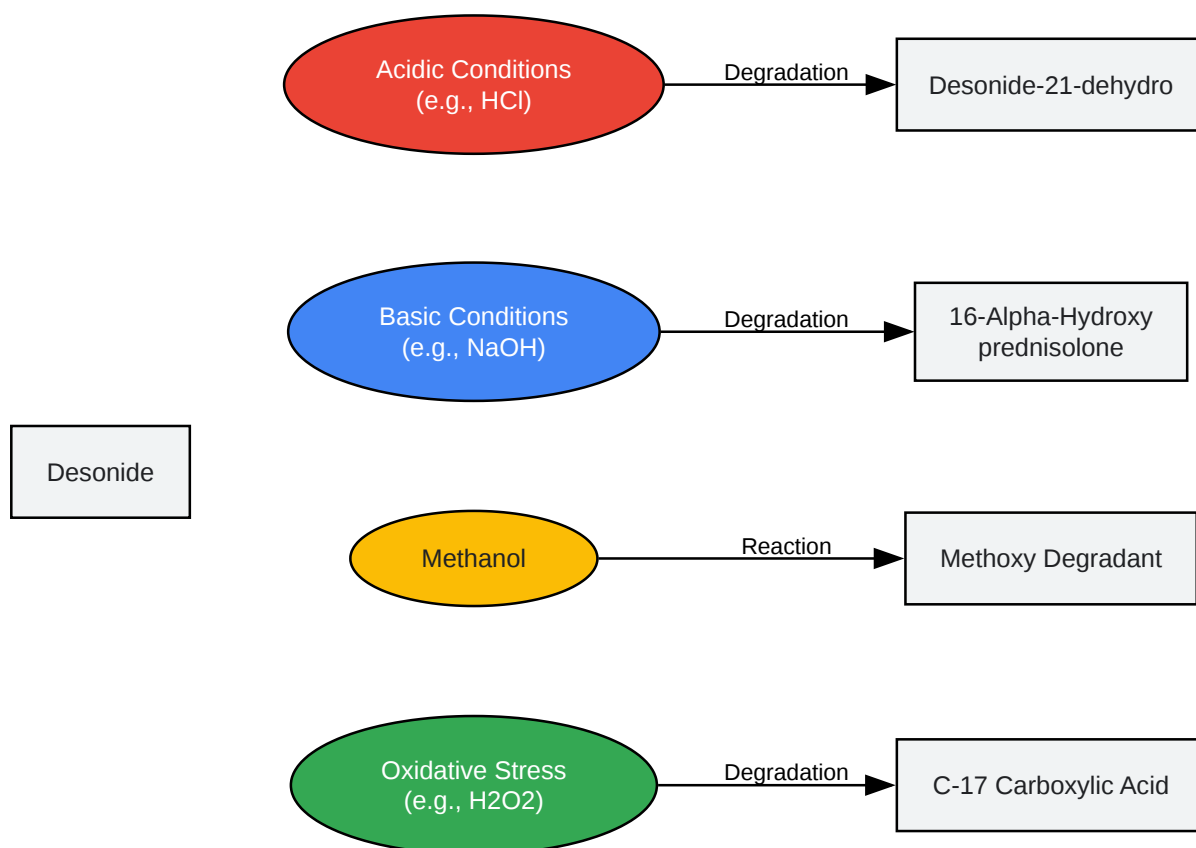 Acidic Conditions
(e.g., HCl)
Degradation
Desonide-21-dehydro
Basic Conditions
(e.g., NaOH)
Degradation
16-Alpha-Hydroxy
prednisolone
Desonide
Methanol
Reaction
Methoxy Degradant
Oxidative Stress
(e.g., H2O2)
Degradation
C-17 Carboxylic Acid